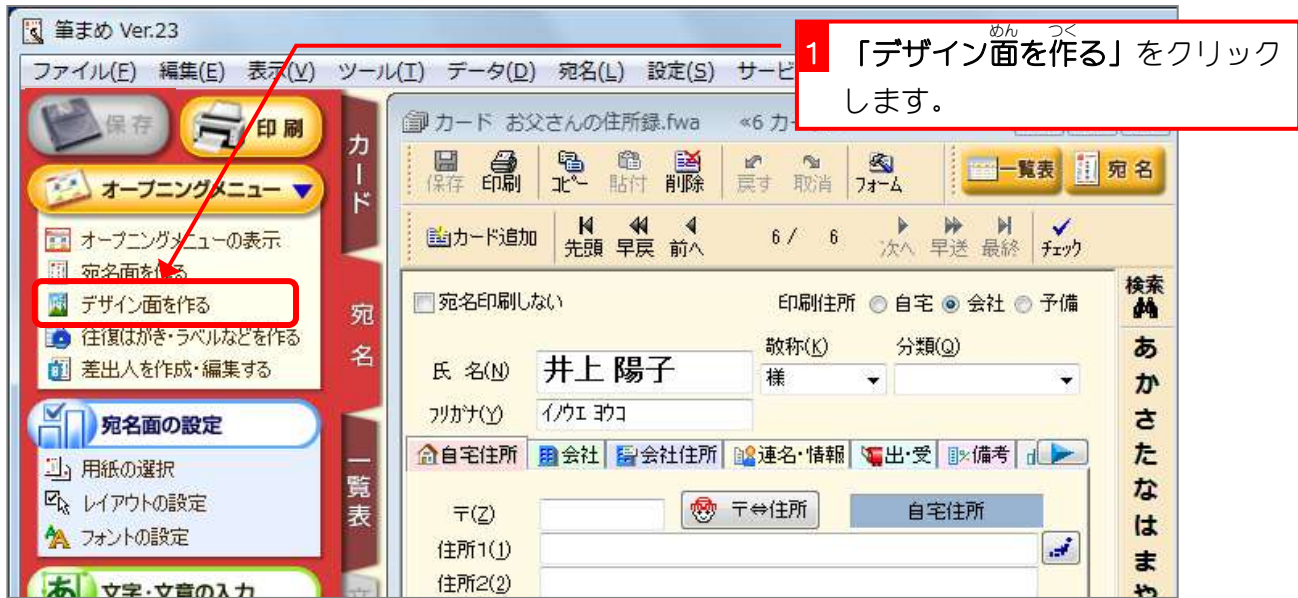 筆まめ Ver.23
1 「デザイン面を作る」をクリック
めん つく
します。
ファイル(F) 編集(E) 表示(V) ツール(T) データ(D) 宛名(L) 設定(S) サービ
保存 印刷
オープニングメニュー ▼
オープニングメニューの表示
宛名面を作る
デザイン面を作る
往復はがき・ラベルなどを作る
差出人を作成・編集する
宛名面の設定
用紙の選択
レイアウトの設定
フォントの設定
あ 文字・文章の入力
カード
宛名
一覧表
カード お父さんの住所録.fwa «6 カー
保存 印刷 コピー 貼付 削除 戻す 取消 フォーム 一覧表 宛名
カード追加 先頭 早戻 前へ 6 / 6 次へ 早送 最終 チェック
宛名印刷しない 印刷住所 自宅 会社 予備
敬称(K) 分類(Q)
氏 名(N) 井上 陽子 様
フリガナ(Y) イノウエ ヨウコ
自宅住所 会社 会社住所 連名・情報 出・受 備考
〒(Z) 〒⇔住所 自宅住所
住所1(1)
住所2(2)
検索
あ
か
さ
た
な
は
ま
や